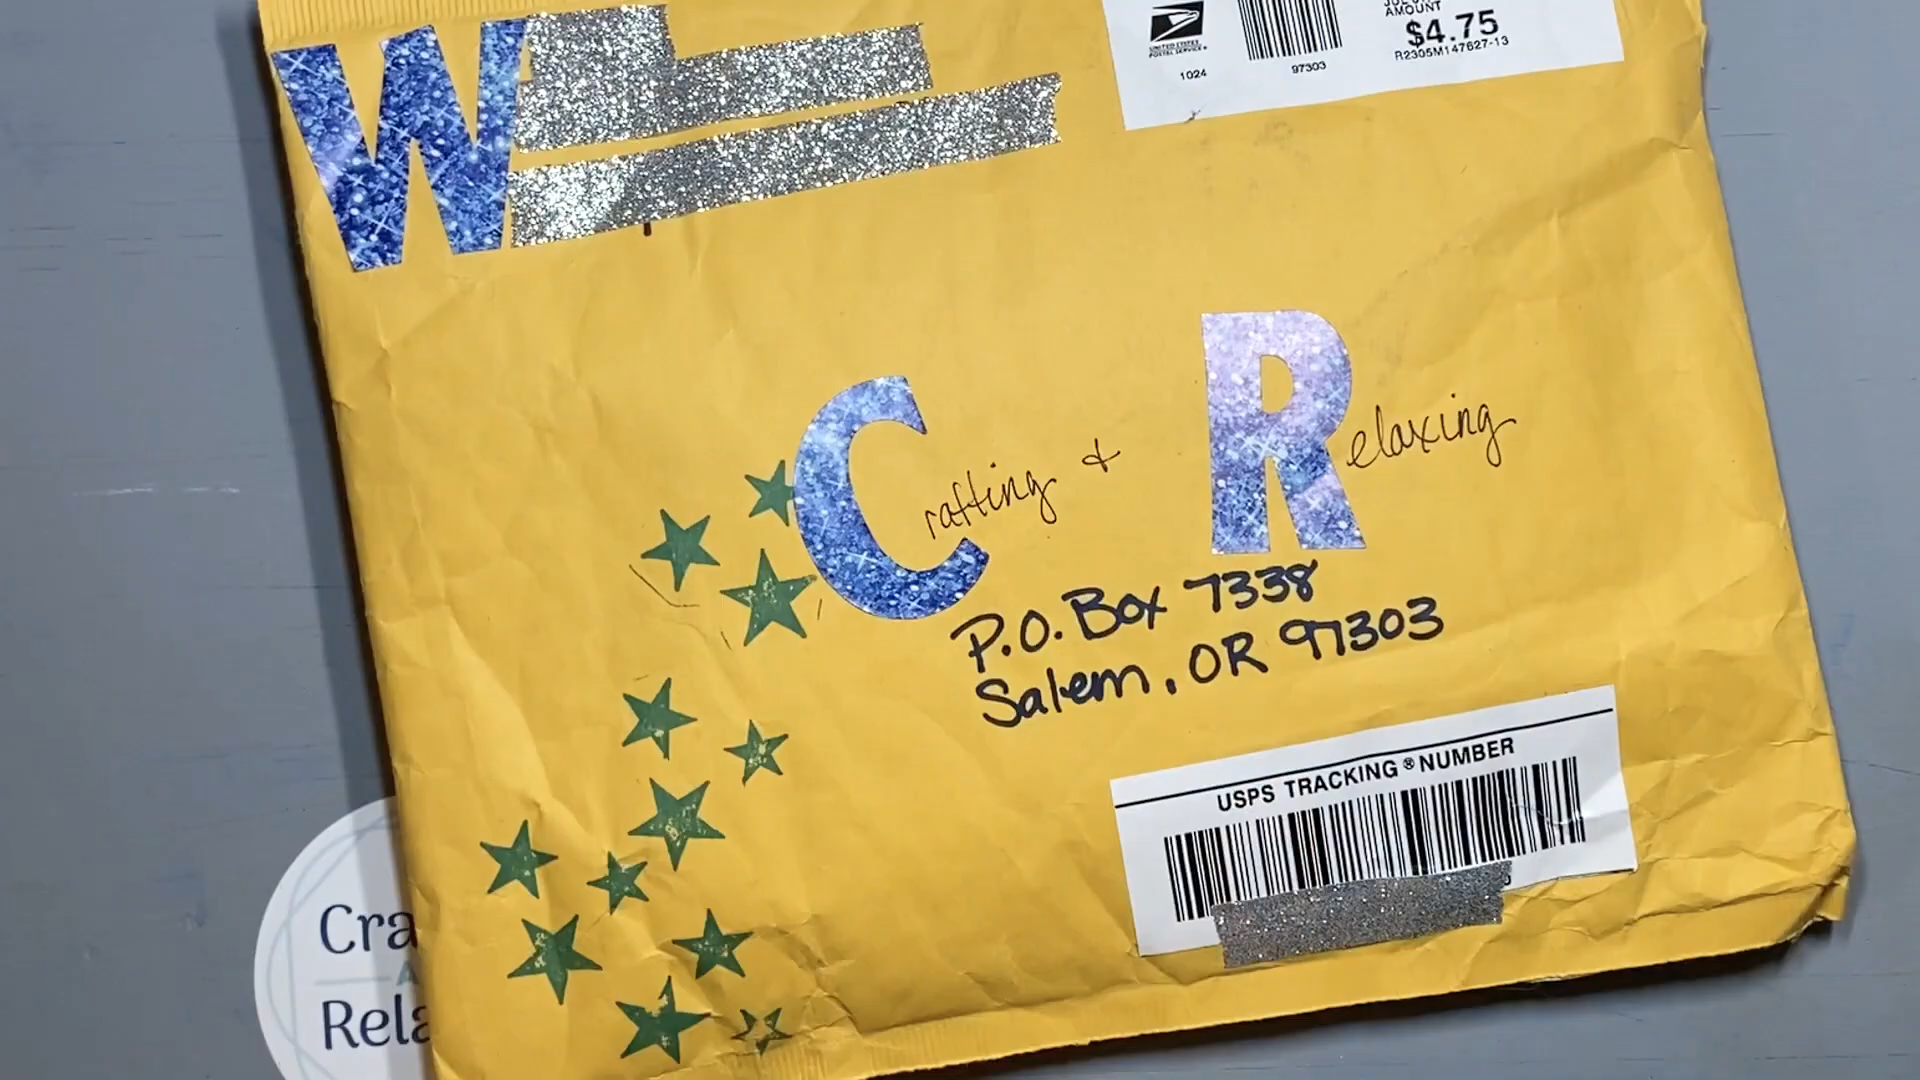 W
UNITED STATES
POSTAL SERVICE®
1024
97303
AMOUNT
$4.75
R2305M147627-13
Crafting & Relaxing
P.O. Box 7338
Salem, OR 97303
USPS TRACKING® NUMBER
Cra
Rela